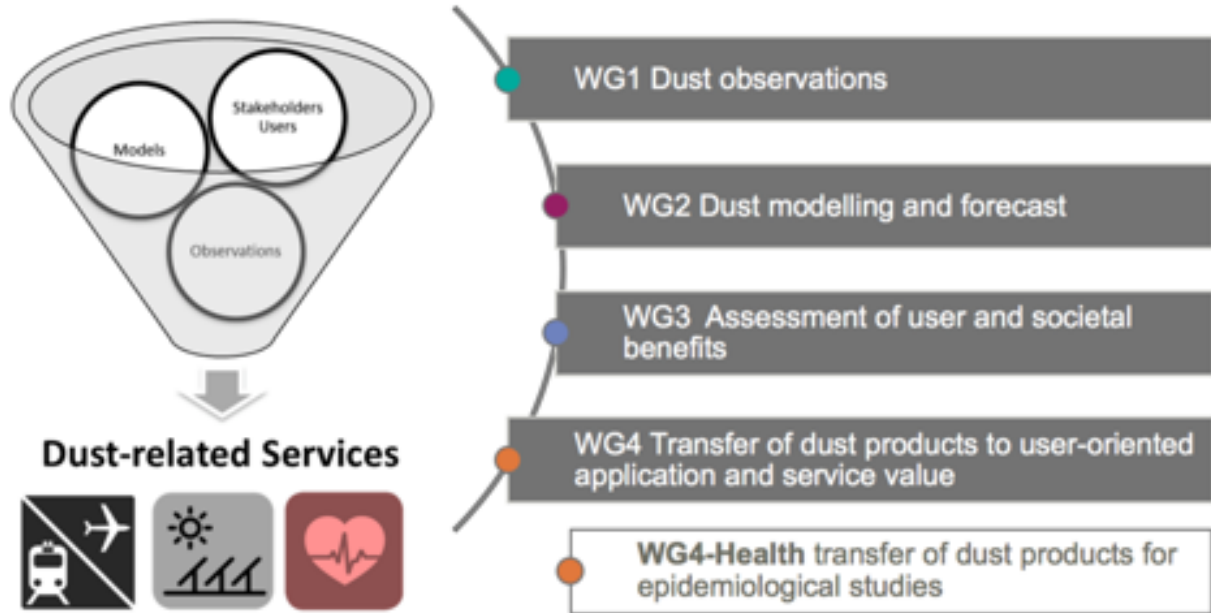 Stakeholders
Users
Models
Observations
Dust-related Services
WG1 Dust observations
WG2 Dust modelling and forecast
WG3 Assessment of user and societal
benefits
WG4 Transfer of dust products to user-oriented
application and service value
WG4-Health transfer of dust products for
epidemiological studies